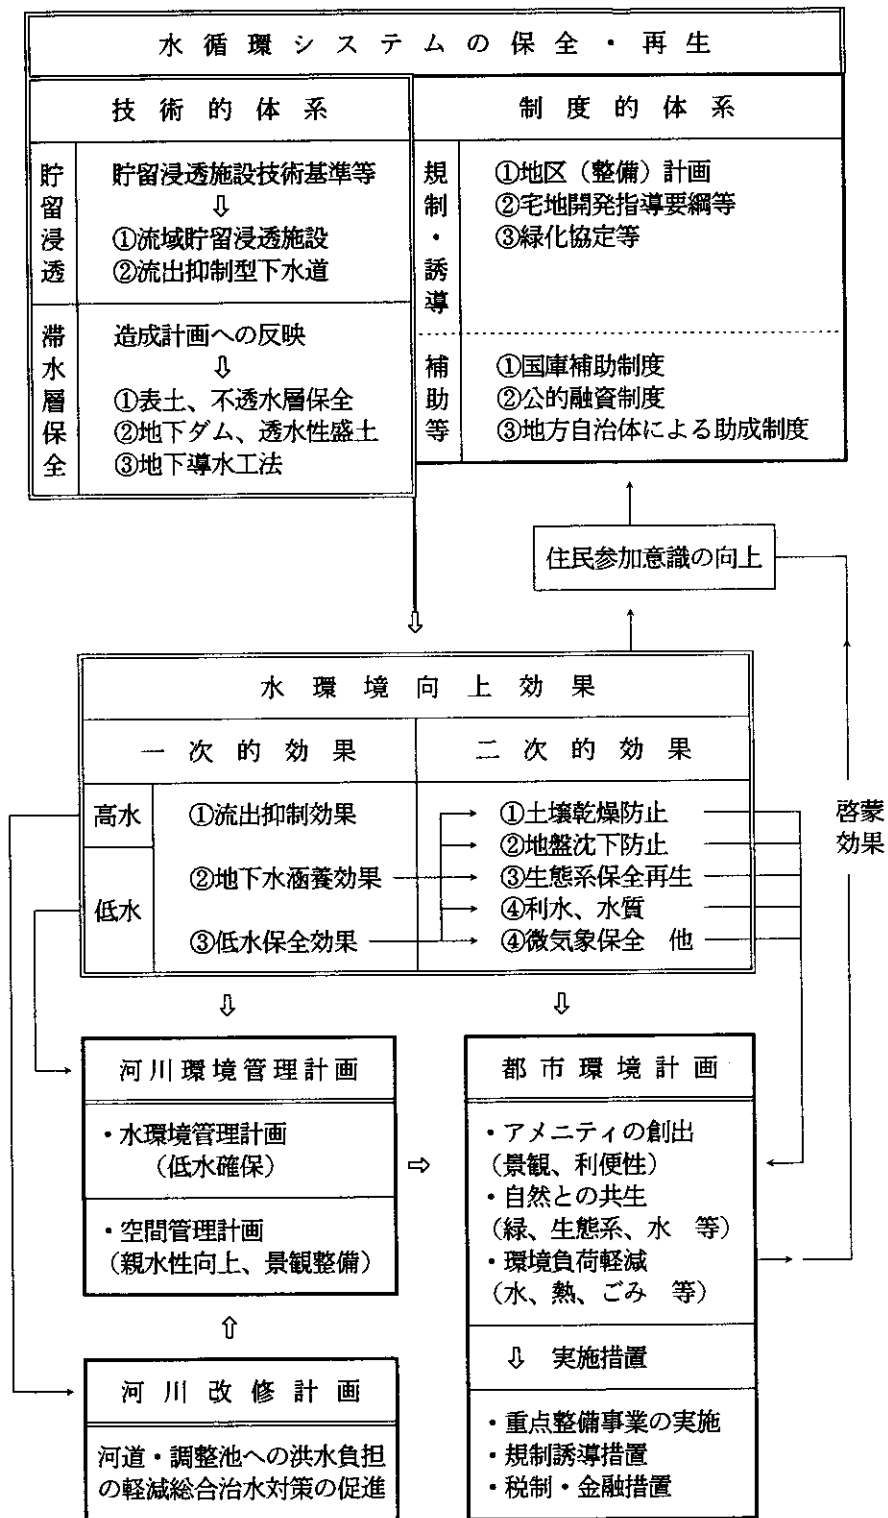 水循環システムの保全・再生
技術的体系
貯留浸透
貯留浸透施設技術基準等
⇩
①流域貯留浸透施設
②流出抑制型下水道
滞水層保全
造成計画への反映
⇩
①表土、不透水層保全
②地下ダム、透水性盛土
③地下導水工法
制度的体系
規制・誘導
①地区（整備）計画
②宅地開発指導要綱等
③緑化協定等
補助等
①国庫補助制度
②公的融資制度
③地方自治体による助成制度
住民参加意識の向上
水環境向上効果
一次的効果
二次的効果
高水
①流出抑制効果
低水
②地下水涵養効果
③低水保全効果
①土壌乾燥防止
②地盤沈下防止
③生態系保全再生
④利水、水質
④微気象保全　他
啓蒙
効果
河川環境管理計画
・水環境管理計画
（低水確保）
・空間管理計画
（親水性向上、景観整備）
河川改修計画
河道・調整池への洪水負担
の軽減総合治水対策の促進
都市環境計画
・アメニティの創出
（景観、利便性）
・自然との共生
（緑、生態系、水　等）
・環境負荷軽減
（水、熱、ごみ　等）
⇩　実施措置
・重点整備事業の実施
・規制誘導措置
・税制・金融措置